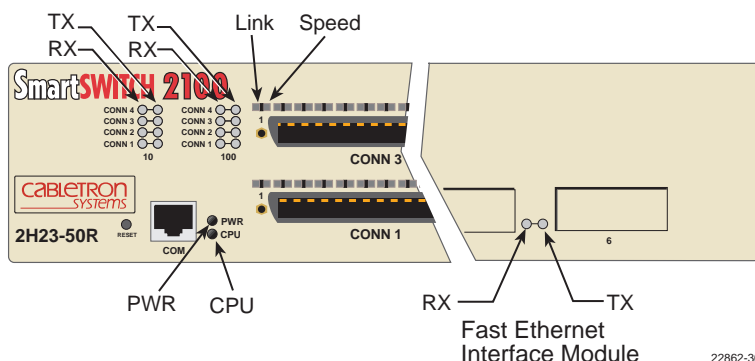 TX TX Link Speed
RX RX
SmartSWITCH 2100
CONN 4 CONN 4 1
CONN 3 CONN 3
CONN 2 CONN 2
CONN 1 CONN 1
10 100 CONN 3
CABLETRON
SYSTEMS
1
2H23-50R RESET COM PWR CPU CONN 1 6
PWR CPU RX TX
Fast Ethernet
Interface Module